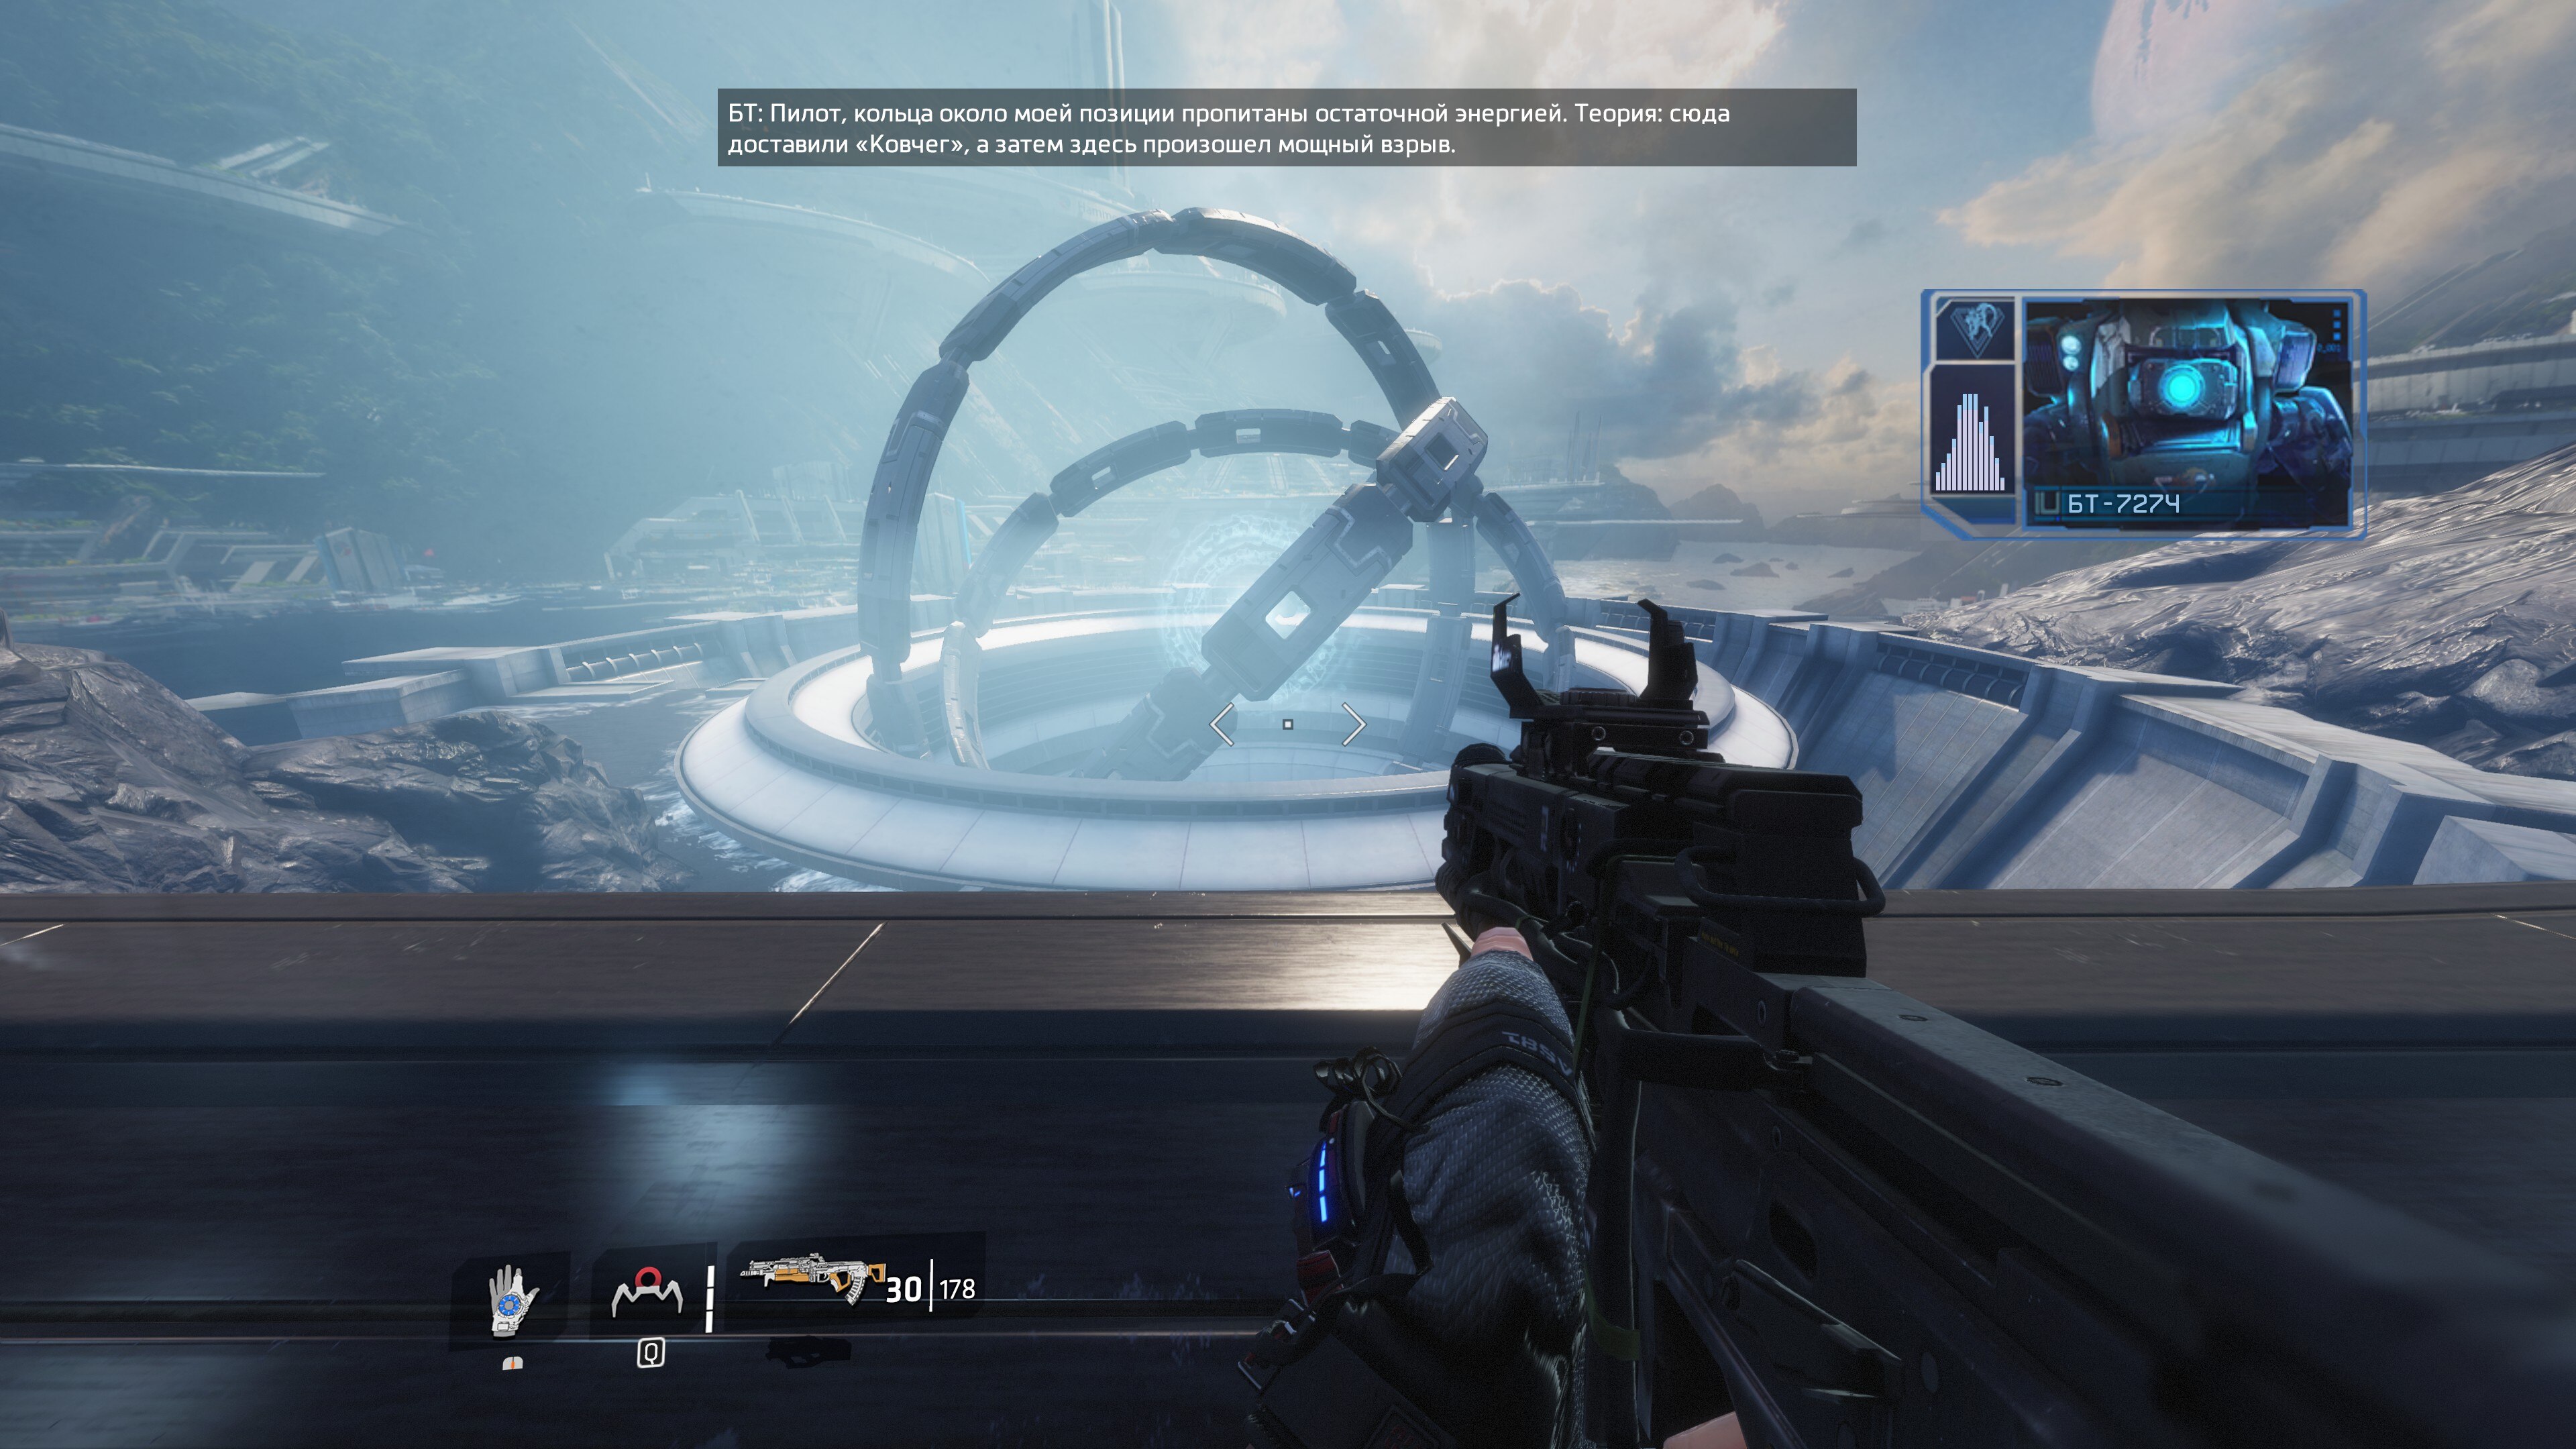 БТ: Пилот, кольца около моей позиции пропитаны остаточной энергией. Теория: сюда
доставили «Ковчег», а затем здесь произошел мощный взрыв.
БТ-7274
30|178
Q